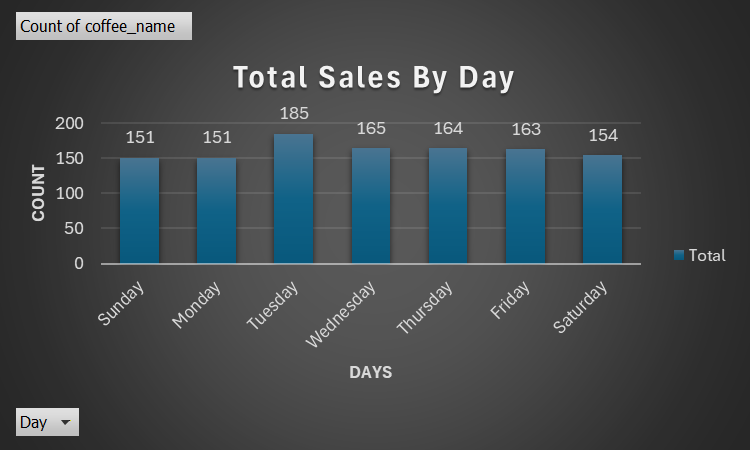 Count of coffee_name
Total Sales By Day
200
150
100
50
0
COUNT
151
151
185
165
164
163
154
Sunday
Monday
Tuesday
Wednesday
Thursday
Friday
Saturday
DAYS
Total
Day